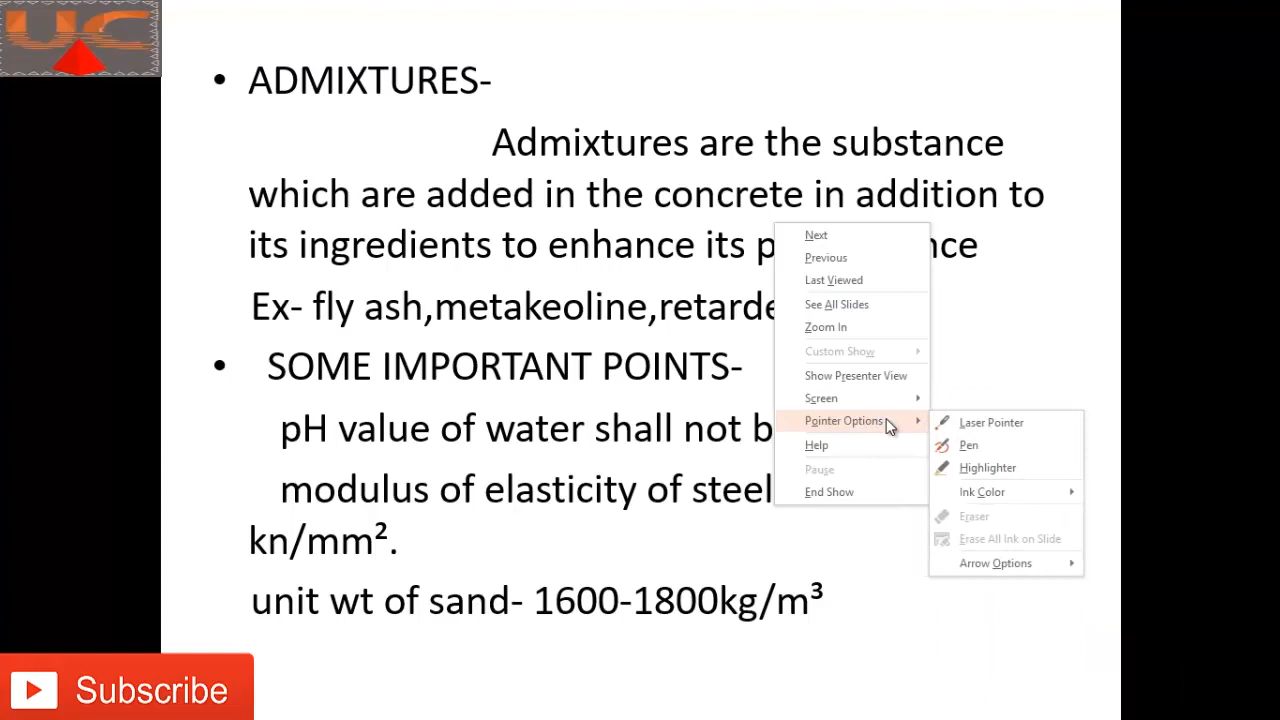 UC
• ADMIXTURES-
Admixtures are the substance
which are added in the concrete in addition to
its ingredients to enhance its
Ex- fly ash,metakeoline,
• SOME IMPORTANT POINTS-
pH value of water shall not
modulus of elasticity of steel
kn/mm².
unit wt of sand- 1600-1800kg/m³
Next
Previous
Last Viewed
See All Slides
Zoom In
Custom Show
Show Presenter View
Screen
Pointer Options
Help
Pause
End Show
Laser Pointer
Pen
Highlighter
Ink Color
Eraser
Erase All Ink on Slide
Arrow Options
Subscribe